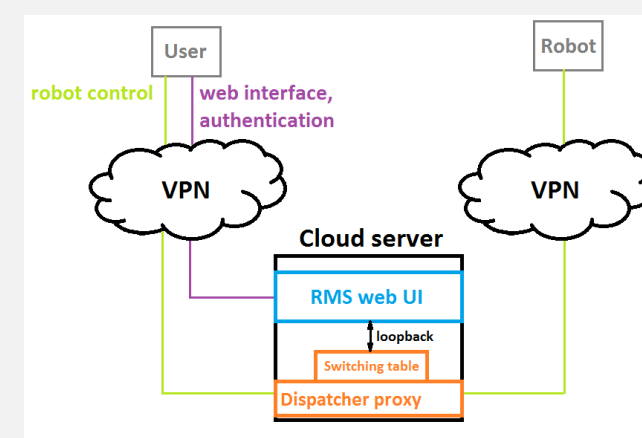 User
Robot
robot control
web interface,
authentication
VPN
VPN
Cloud server
RMS web UI
loopback
Switching table
Dispatcher proxy